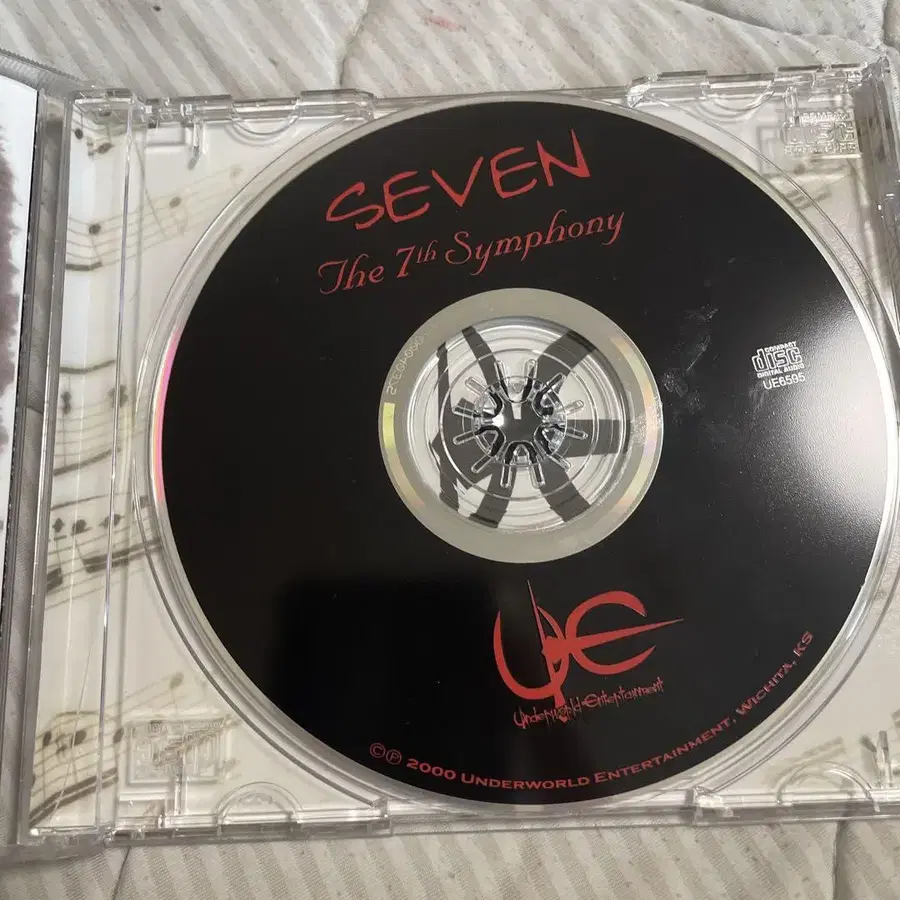 SEVEN
The 7th Symphony
COMPACT
disc
DIGITAL AUDIO
UE6595
UE
Underworld Entertainment
©℗ 2000 UNDERWORLD ENTERTAINMENT, WICHITA, KS